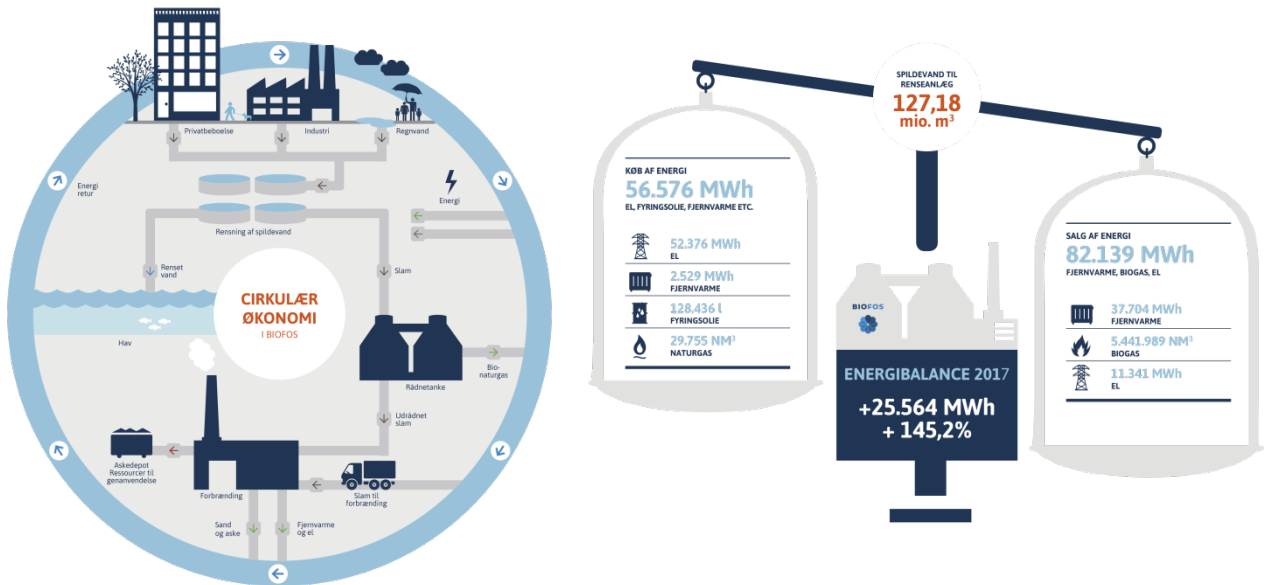 Privatbeboelse
Industri
Regnvand
Energi
retur
Energi
Rensning af spildevand
Renset
vand
Slam
CIRKULÆR
ØKONOMI
I BIOFOS
Hav
Rådnetanke
Bio-
naturgas
Udrådnet
slam
Askedepot
Ressourcer til
genanvendelse
Forbrænding
Slam til
forbrænding
Sand
og aske
Fjernvarme
og el
SPILDEVAND TIL
RENSEANLÆG
127,18
mio. m³
KØB AF ENERGI
56.576 MWh
EL, FYRINGSOLIE, FJERNVARME ETC.
52.376 MWh
EL
2.529 MWh
FJERNVARME
128.436 l
FYRINGSOLIE
29.755 NM³
NATURGAS
BIOFOS
ENERGIBALANCE 2017
+25.564 MWh
+ 145,2%
SALG AF ENERGI
82.139 MWh
FJERNVARME, BIOGAS, EL
37.704 MWh
FJERNVARME
5.441.989 NM³
BIOGAS
11.341 MWh
EL